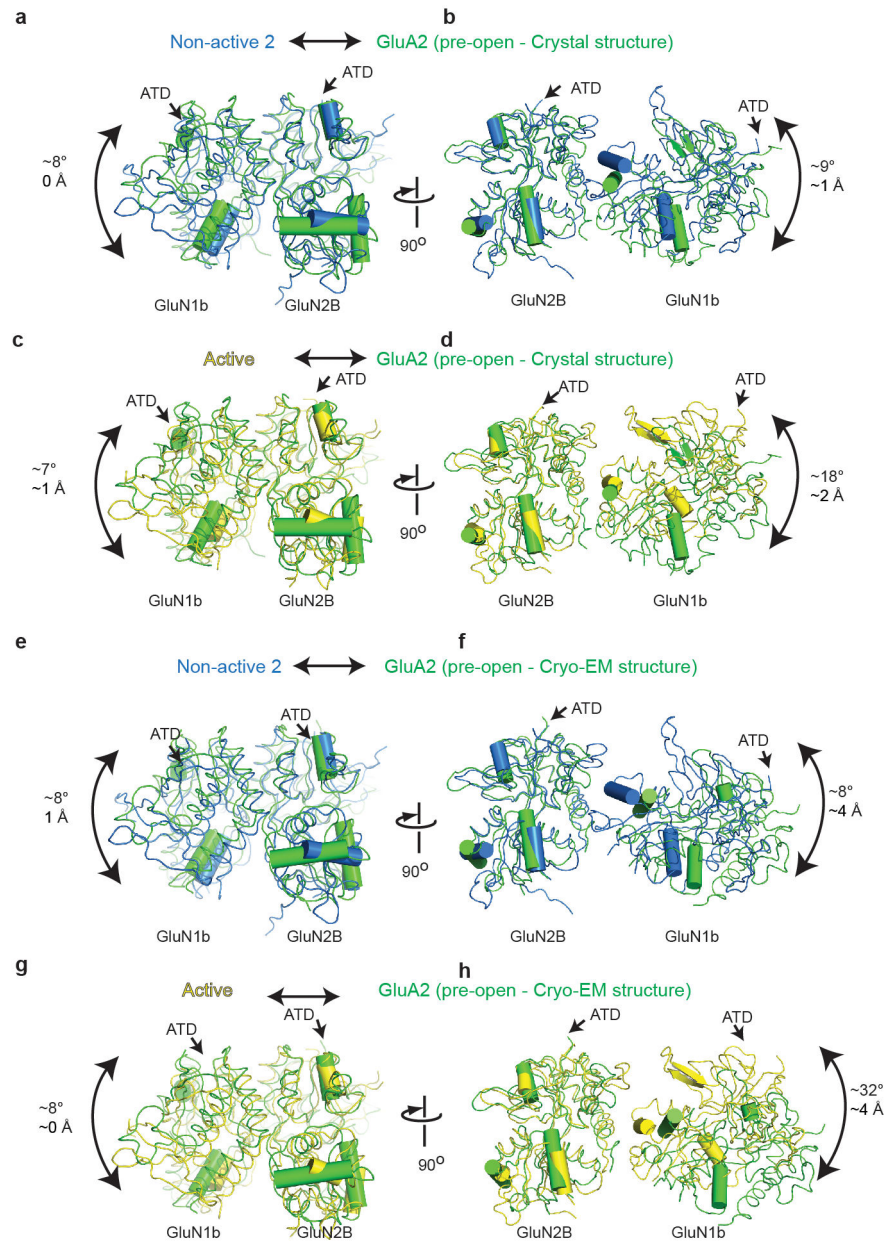 a
b
Non-active 2 GluA2 (pre-open - Crystal structure)
ATD
ATD
ATD
ATD
~8°
0 Å
90°
~9°
~1 Å
GluN1b
GluN2B
GluN2B
GluN1b
c
d
Active GluA2 (pre-open - Crystal structure)
ATD
ATD
ATD
ATD
~7°
~1 Å
90°
~18°
~2 Å
GluN1b
GluN2B
GluN2B
GluN1b
e
f
Non-active 2 GluA2 (pre-open - Cryo-EM structure)
ATD
ATD
ATD
ATD
~8°
1 Å
90°
~8°
~4 Å
GluN1b
GluN2B
GluN2B
GluN1b
g
h
Active GluA2 (pre-open - Cryo-EM structure)
ATD
ATD
ATD
ATD
~8°
~0 Å
90°
~32°
~4 Å
GluN1b
GluN2B
GluN2B
GluN1b